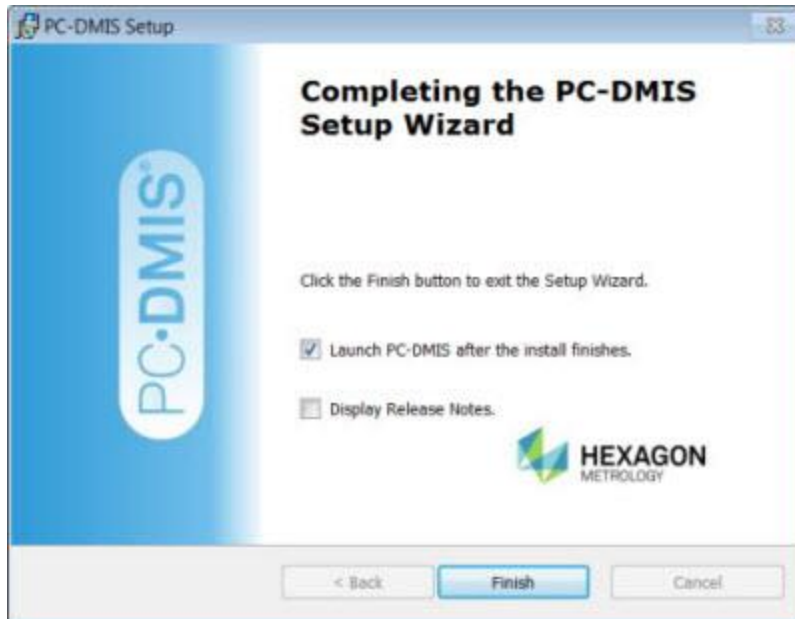 PC-DMIS Setup
Completing the PC-DMIS
Setup Wizard
PC•DMIS®
Click the Finish button to exit the Setup Wizard.
Launch PC-DMIS after the install finishes.
Display Release Notes.
HEXAGON
METROLOGY
< Back
Finish
Cancel